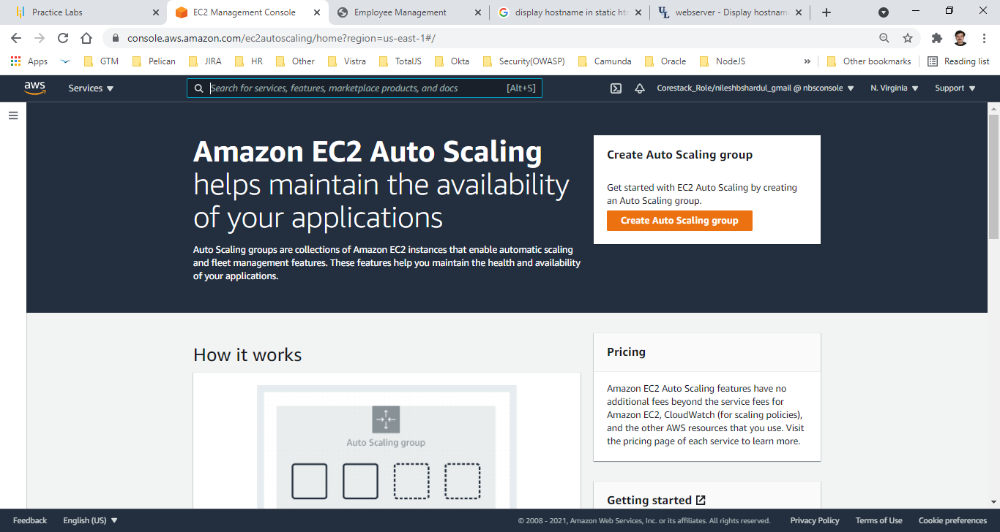 Practice Labs
EC2 Management Console
Employee Management
display hostname in static
webserver - Display hostname
console.aws.amazon.com/ec2autoscaling/home?region=us-east-1#/
Apps
GTM
Pelican
JIRA
HR
Other
Vistra
TotalJS
Okta
Security(OWASP)
Camunda
Oracle
NodeJS
»
Other bookmarks
Reading list
aws
Services
Search for services, features, marketplace products, and docs
[Alt+S]
Corestack_Role/nileshbshardul_gmail @ nbsconsole
N. Virginia
Support
Amazon EC2 Auto Scaling
helps maintain the availability
of your applications
Auto Scaling groups are collections of Amazon EC2 instances that enable automatic scaling
and fleet management features. These features help you maintain the health and availability
of your applications.
Create Auto Scaling group
Get started with EC2 Auto Scaling by creating
an Auto Scaling group.
Create Auto Scaling group
How it works
Auto Scaling group
Pricing
Amazon EC2 Auto Scaling features have no
additional fees beyond the service fees for
Amazon EC2, CloudWatch (for scaling policies),
and the other AWS resources that you use. Visit
the pricing page of each service to learn more.
Getting started
Feedback
English (US)
© 2008 - 2021, Amazon Web Services, Inc. or its affiliates. All rights reserved.
Privacy Policy
Terms of Use
Cookie preferences